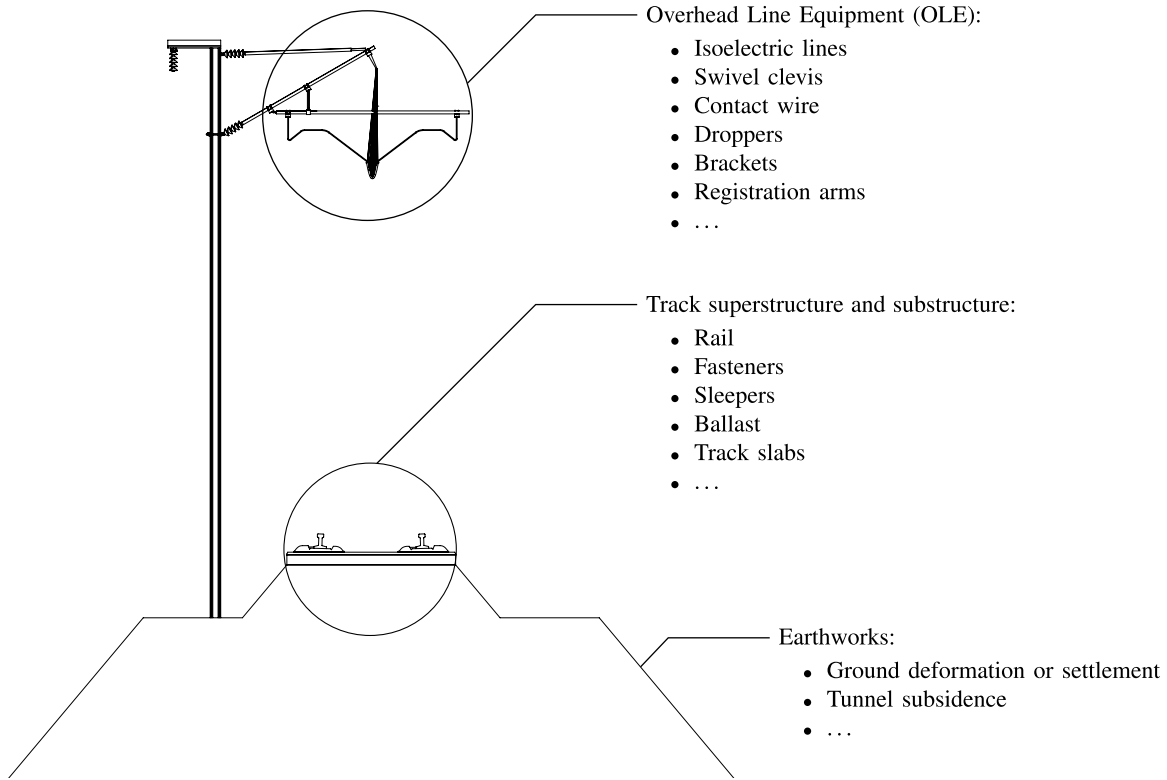 Overhead Line Equipment (OLE):
• Isoelectric lines
• Swivel clevis
• Contact wire
• Droppers
• Brackets
• Registration arms
• ...
Track superstructure and substructure:
• Rail
• Fasteners
• Sleepers
• Ballast
• Track slabs
• ...
Earthworks:
• Ground deformation or settlement
• Tunnel subsidence
• ...